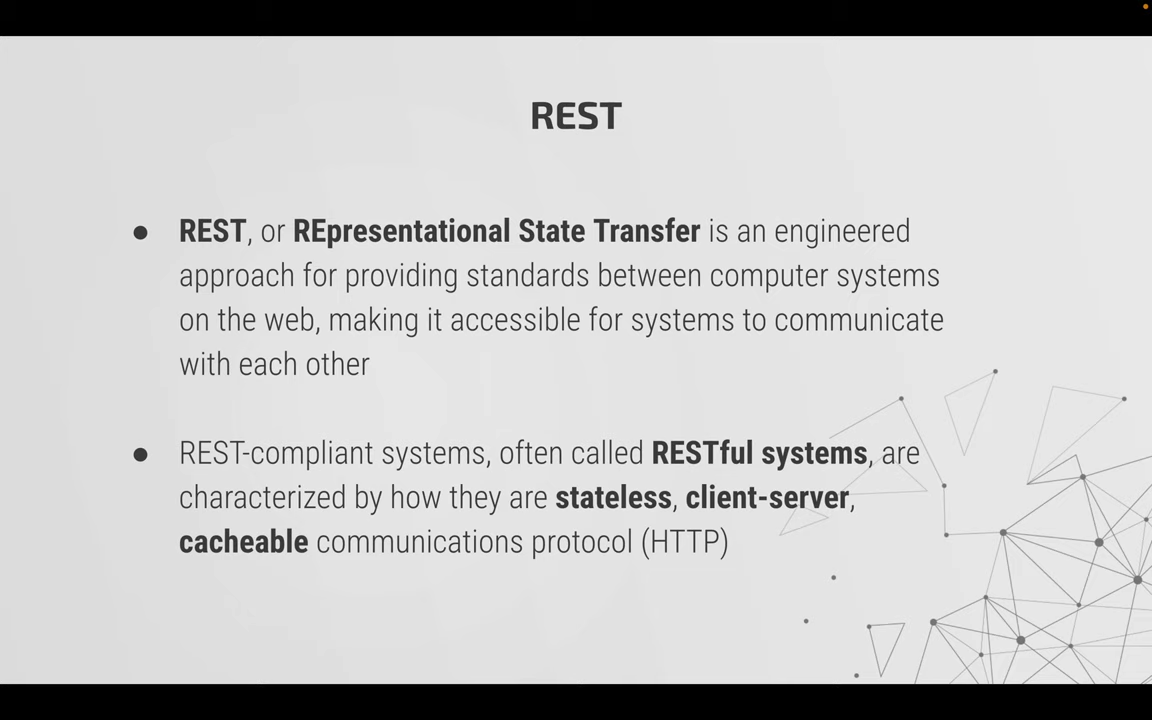 REST
● REST, or REpresentational State Transfer is an engineered
approach for providing standards between computer systems
on the web, making it accessible for systems to communicate
with each other
● REST-compliant systems, often called RESTful systems, are
characterized by how they are stateless, client-server,
cacheable communications protocol (HTTP)